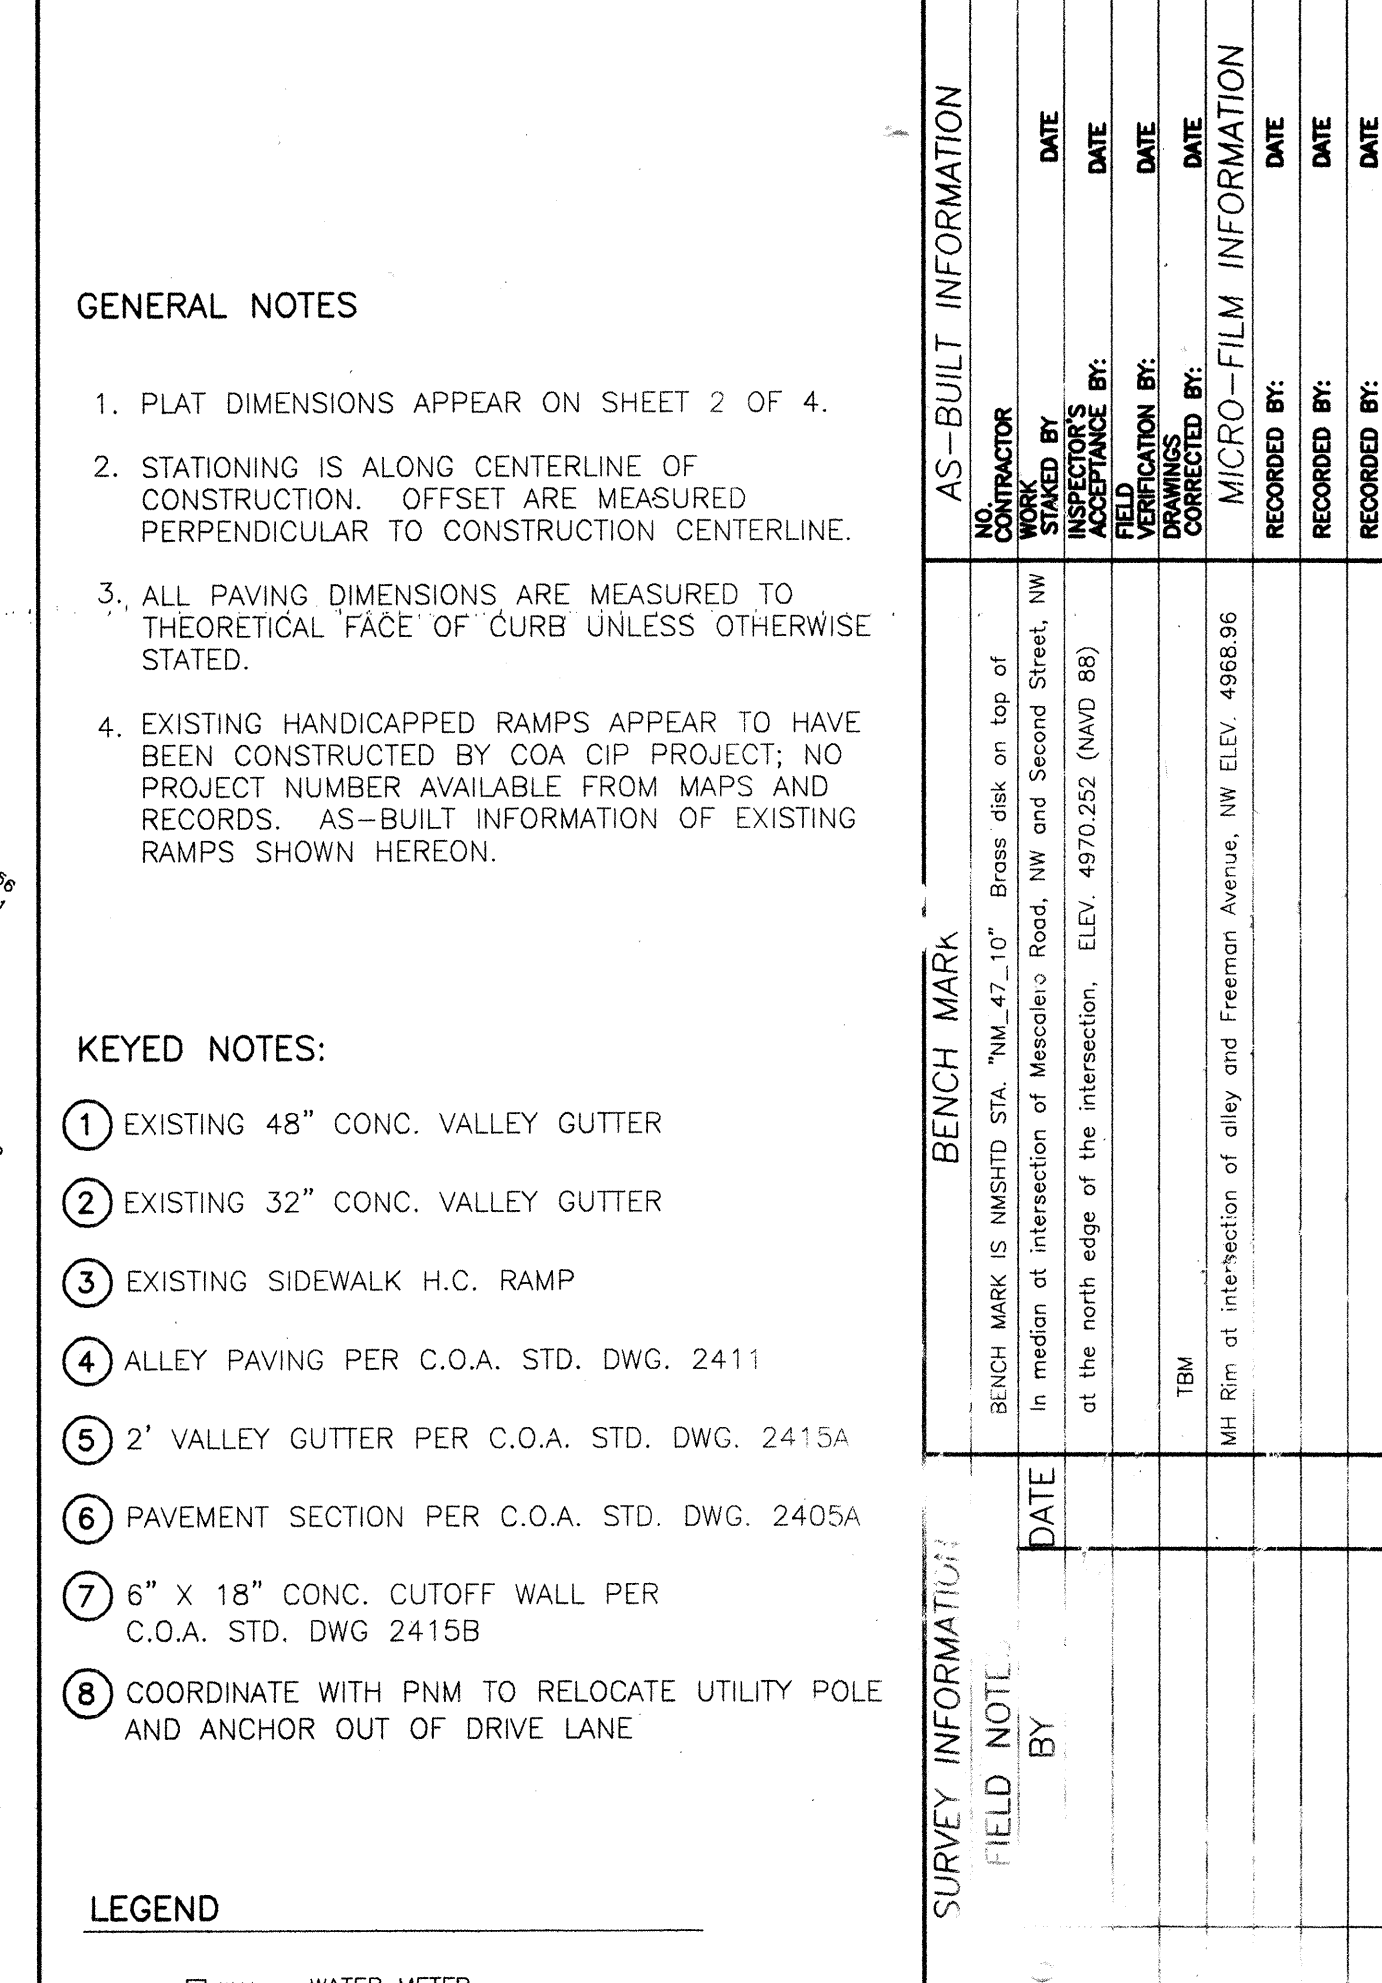 GENERAL NOTES
1. PLAT DIMENSIONS APPEAR ON SHEET 2 OF 4.
2. STATIONING IS ALONG CENTERLINE OF
CONSTRUCTION. OFFSET ARE MEASURED
PERPENDICULAR TO CONSTRUCTION CENTERLINE.
3. ALL PAVING DIMENSIONS ARE MEASURED TO
THEORETICAL FACE OF CURB UNLESS OTHERWISE
STATED.
4. EXISTING HANDICAPPED RAMPS APPEAR TO HAVE
BEEN CONSTRUCTED BY COA CIP PROJECT; NO
PROJECT NUMBER AVAILABLE FROM MAPS AND
RECORDS. AS-BUILT INFORMATION OF EXISTING
RAMPS SHOWN HEREON.
KEYED NOTES:
1 EXISTING 48" CONC. VALLEY GUTTER
2 EXISTING 32" CONC. VALLEY GUTTER
3 EXISTING SIDEWALK H.C. RAMP
4 ALLEY PAVING PER C.O.A. STD. DWG. 2411
5 2' VALLEY GUTTER PER C.O.A. STD. DWG. 2415A
6 PAVEMENT SECTION PER C.O.A. STD. DWG. 2405A
7 6" X 18" CONC. CUTOFF WALL PER
C.O.A. STD. DWG 2415B
8 COORDINATE WITH PNM TO RELOCATE UTILITY POLE
AND ANCHOR OUT OF DRIVE LANE
LEGEND
WATER METER
SURVEY INFORMATION
FIELD NOTE
BY DATE
BENCH MARK
BENCH MARK IS NMSHTD STA. "NM_47_10" Brass disk on top of
In median at intersection of Mescalero Road, NW and Second Street, NW
at the north edge of the intersection, ELEV. 4970.252 (NAVD 88)
TBM
MH Rim at intersection of alley and Freeman Avenue, NW ELEV. 4968.96
AS-BUILT INFORMATION
NO.
CONTRACTOR
WORK
STAKED BY DATE
INSPECTOR'S
ACCEPTANCE BY: DATE
FIELD
VERIFICATION BY: DATE
DRAWINGS
CORRECTED BY: DATE
MICRO-FILM INFORMATION
RECORDED BY: DATE
RECORDED BY: DATE
RECORDED BY: DATE